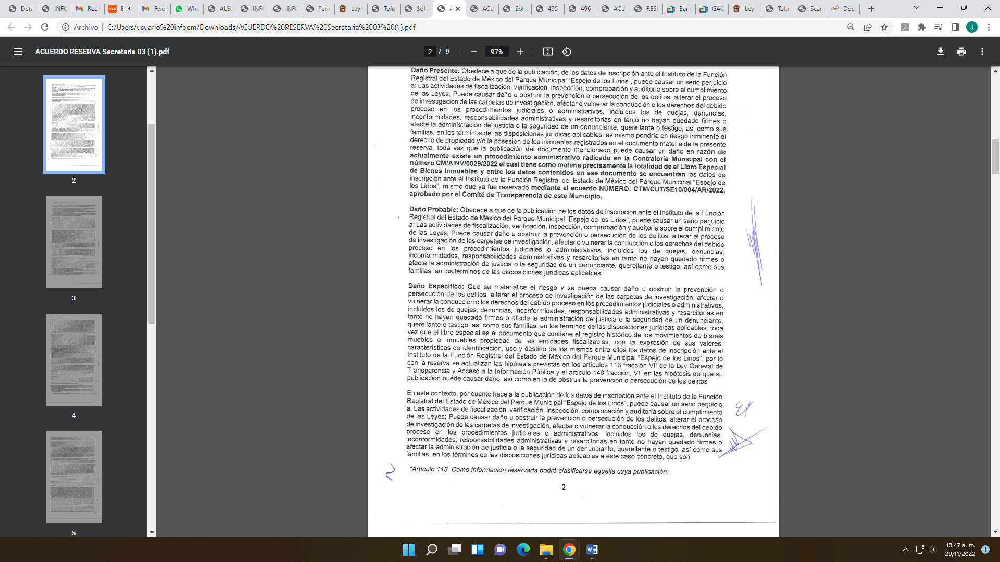 Deta
INFC
Recil
E
Fwd.
Wha
ALEC
INFC
INFC
Peric
Ley (
Tolu
Sol.
A
ACU
Sol.
495
496
ACU
RESI
Banc
GAC
Ley (
Tolu
Scar
Doc
Archivo
C:/Users/usuario%20infoem/Downloads/ACUERDO%20RESERVA%20Secretaria%2003%20(1).pdf
J
ACUERDO RESERVA Secretaria 03 (1).pdf
2 / 9
97%
2
3
4
5
Daño Presente: Obedece a que de la publicación, de los datos de inscripción ante el Instituto de la Función
Registral del Estado de México del Parque Municipal “Espejo de los Lirios”, puede causar un serio perjuicio
a: Las actividades de fiscalización, verificación, inspección, comprobación y auditoría sobre el cumplimiento
de las Leyes; Puede causar daño u obstruir la prevención o persecución de los delitos, alterar el proceso
de investigación de las carpetas de investigación, afectar o vulnerar la conducción o los derechos del debido
proceso en los procedimientos judiciales o administrativos, incluidos los de quejas, denuncias,
inconformidades, responsabilidades administrativas y resarcitorias en tanto no hayan quedado firmes o
afecte la administración de justicia o la seguridad de un denunciante, querellante o testigo, así como sus
familias, en los términos de las disposiciones jurídicas aplicables; asimismo pondría en riesgo inminente el
derecho de propiedad y/o la posesión de los inmuebles registrados en el documento materia de la presente
reserva, toda vez que la publicación del documento mencionado puede causar un daño en razón de
actualmente existe un procedimiento administrativo radicado en la Contraloría Municipal con el
número CM/AINV/0029/2022 el cual tiene como materia precisamente la totalidad de el Libro Especial
de Bienes Inmuebles y entre los datos contenidos en ese documento se encuentran los datos de
inscripción ante el Instituto de la Función Registral del Estado de México del Parque Municipal “Espejo de
los Lirios”, mismo que ya fue reservado mediante el acuerdo NÚMERO: CTM/CUT/SE10/004/AR/2022,
aprobado por el Comité de Transparencia de este Municipio.
Daño Probable: Obedece a que de la publicación de los datos de inscripción ante el Instituto de la Función
Registral del Estado de México del Parque Municipal “Espejo de los Lirios”, puede causar un serio perjuicio
a: Las actividades de fiscalización, verificación, inspección, comprobación y auditoría sobre el cumplimiento
de las Leyes; Puede causar daño u obstruir la prevención o persecución de los delitos, alterar el proceso
de investigación de las carpetas de investigación, afectar o vulnerar la conducción o los derechos del debido
proceso en los procedimientos judiciales o administrativos, incluidos los de quejas, denuncias,
inconformidades, responsabilidades administrativas y resarcitorias en tanto no hayan quedado firmes o
afecte la administración de justicia o la seguridad de un denunciante, querellante o testigo, así como sus
familias, en los términos de las disposiciones jurídicas aplicables;
Daño Específico: Que se materialice el riesgo y se pueda causar daño u obstruir la prevención o
persecución de los delitos, alterar el proceso de investigación de las carpetas de investigación, afectar o
vulnerar la conducción o los derechos del debido proceso en los procedimientos judiciales o administrativos,
incluidos los de quejas, denuncias, inconformidades, responsabilidades administrativas y resarcitorias en
tanto no hayan quedado firmes o afecte la administración de justicia o la seguridad de un denunciante,
querellante o testigo, así como sus familias, en los términos de las disposiciones jurídicas aplicables; toda
vez que el libro especial es el documento que contiene el registro histórico de los movimientos de bienes
muebles e inmuebles propiedad de las entidades fiscalizables, con la expresión de sus valores,
características de identificación, uso y destino de los mismos entre ellos los datos de inscripción ante el
Instituto de la Función Registral del Estado de México del Parque Municipal “Espejo de los Lirios”, por lo
con la reserva se actualizan las hipótesis previstas en los artículos 113 fracción VII de la Ley General de
Transparencia y Acceso a la Información Pública y el artículo 140 fracción, VI, en las hipótesis de que su
publicación puede causar daño, así como en la de obstruir la prevención o persecución de los delitos
En este contexto, por cuanto hace a la publicación de los datos de inscripción ante el Instituto de la Función
Registral del Estado de México del Parque Municipal “Espejo de los Lirios”, puede causar un serio perjuicio
a: Las actividades de fiscalización, verificación, inspección, comprobación y auditoría sobre el cumplimiento
de las Leyes; Puede causar daño u obstruir la prevención o persecución de los delitos, alterar el proceso
de investigación de las carpetas de investigación, afectar o vulnerar la conducción o los derechos del debido
proceso en los procedimientos judiciales o administrativos, incluidos los de quejas, denuncias,
inconformidades, responsabilidades administrativas y resarcitorias en tanto no hayan quedado firmes o
afectar la administración de justicia o la seguridad de un denunciante, querellante o testigo, así como sus
familias, en los términos de las disposiciones jurídicas aplicables a este caso concreto, que son:
“Artículo 113. Como información reservada podrá clasificarse aquella cuya publicación:
2
10:47 a. m.
29/11/2022
1